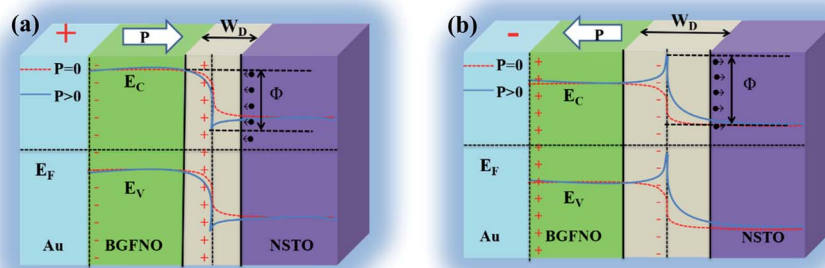 (a)
+
P
W_D
P=0
P>0
E_C
Φ
E_F
E_V
Au
BGFNO
NSTO
(b)
-
P
W_D
P=0
P>0
E_C
Φ
E_F
E_V
Au
BGFNO
NSTO